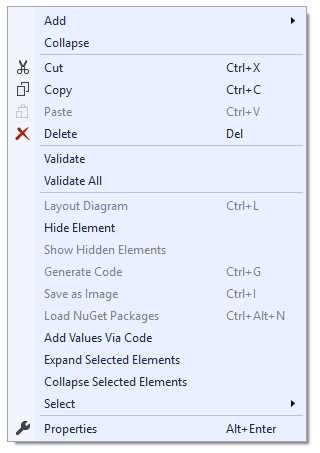 Add
Collapse
Cut Ctrl+X
Copy Ctrl+C
Paste Ctrl+V
Delete Del
Validate
Validate All
Layout Diagram Ctrl+L
Hide Element
Show Hidden Elements
Generate Code Ctrl+G
Save as Image Ctrl+I
Load NuGet Packages Ctrl+Alt+N
Add Values Via Code
Expand Selected Elements
Collapse Selected Elements
Select
Properties Alt+Enter